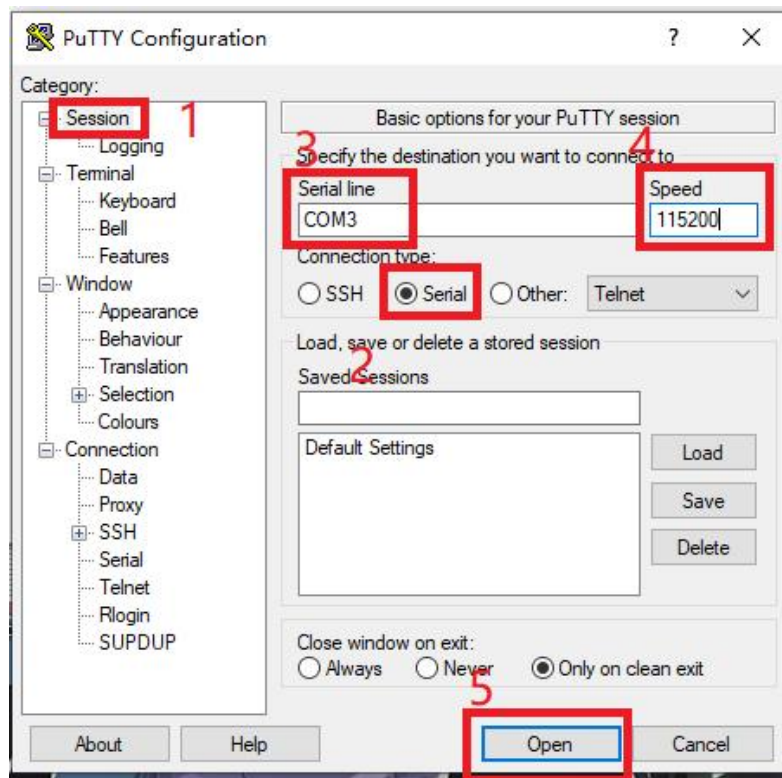 PuTTY Configuration ? ×
Category:
Session 1
Logging
Terminal
Keyboard
Bell
Features
Window
Appearance
Behaviour
Translation
Selection
Colours
Connection
Data
Proxy
SSH
Serial
Telnet
Rlogin
SUPDUP
Basic options for your PuTTY session
3 4
Specify the destination you want to connect to
Serial line Speed
COM3 115200
Connection type:
SSH Serial Other: Telnet
2
Load, save or delete a stored session
Saved Sessions
Default Settings
Load
Save
Delete
Close window on exit:
Always Never Only on clean exit
5
About Help Open Cancel